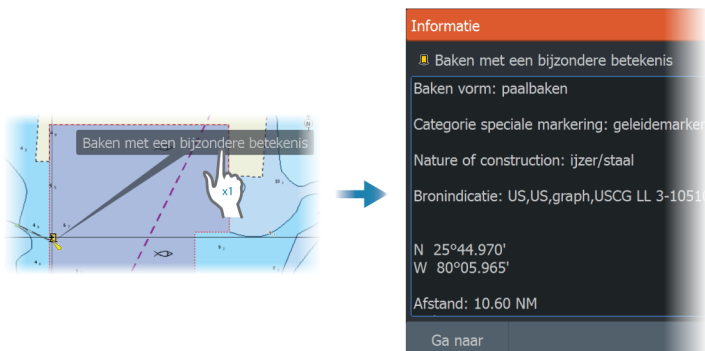 Baken met een bijzondere betekenis
x1
Informatie
Baken met een bijzondere betekenis
Baken vorm: paalbaken
Categorie speciale markering: geleidemarke
Nature of construction: ijzer/staal
Bronindicatie: US,US,graph,USCG LL 3-1051
N 25°44.970'
W 80°05.965'
Afstand: 10.60 NM
Ga naar